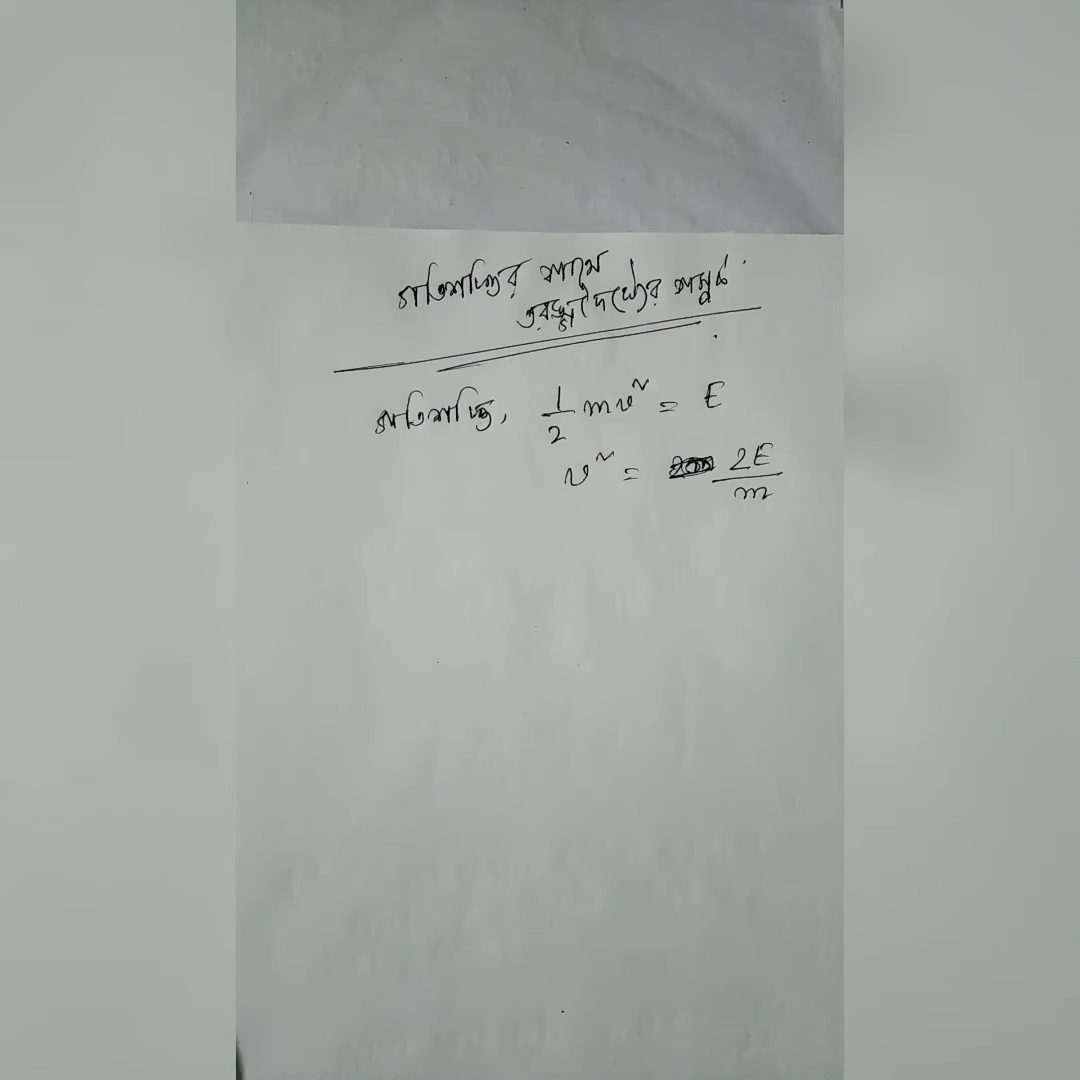 গতিশক্তির সাথে
তরঙ্গদৈর্ঘ্যের সম্পর্ক
গতিশক্তি, 1/2 mv² = E
v² = 2E/m